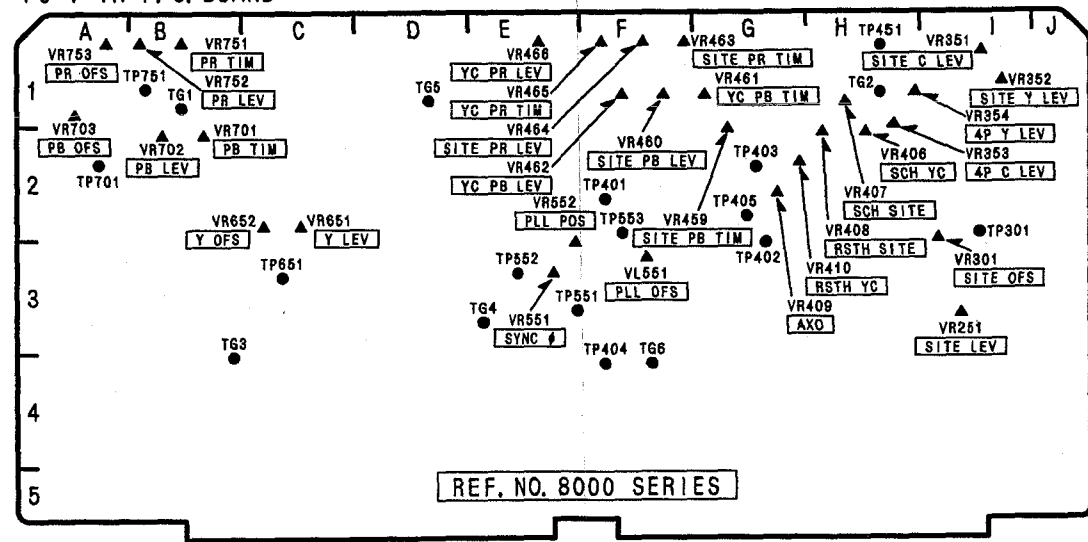 A B C D E F G H I J
1
2
3
4
5
VR753
PR OFS
VR751
PR TIM
VR752
PR LEV
TP751
TG1
VR703
PB OFS
TP701
VR702
PB LEV
VR701
PB TIM
VR652
Y OFS
VR651
Y LEV
TP651
TG3
TG5
VR466
YC PR LEV
VR465
YC PR TIM
VR464
SITE PR LEV
VR462
YC PB LEV
VR463
SITE PR TIM
VR461
YC PB TIM
VR460
SITE PB LEV
VR552
PLL POS
TP401
TP553
VR459
SITE PB TIM
TP403
TP405
TP402
TP552
VL551
PLL OFS
TP551
TG4
VR551
SYNC ϕ
TP404
TG6
TP451
SITE C LEV
VR351
TG2
VR352
SITE Y LEV
VR354
4P Y LEV
VR353
4P C LEV
VR406
SCH YC
VR407
SCH SITE
VR408
RSTH SITE
VR410
RSTH YC
VR409
AXO
TP301
VR301
SITE OFS
VR251
SITE LEV
REF. NO. 8000 SERIES